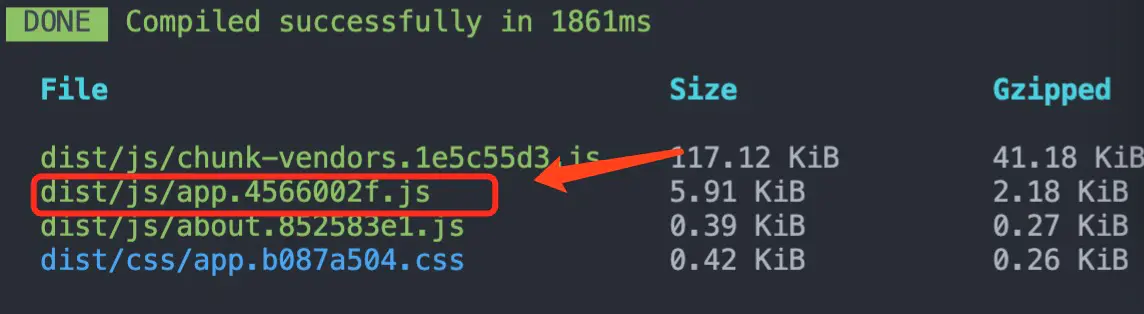 DONE Compiled successfully in 1861ms
File Size Gzipped
dist/js/chunk-vendors.1e5c55d3.js 117.12 KiB 41.18 KiB
dist/js/app.4566002f.js 5.91 KiB 2.18 KiB
dist/js/about.852583e1.js 0.39 KiB 0.27 KiB
dist/css/app.b087a504.css 0.42 KiB 0.26 KiB